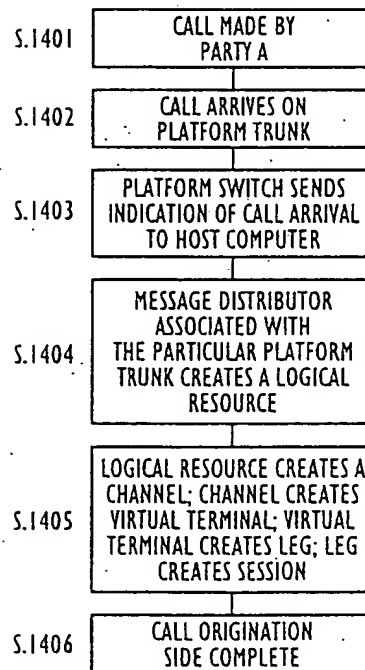 S.1401
CALL MADE BY
PARTY A
S.1402
CALL ARRIVES ON
PLATFORM TRUNK
S.1403
PLATFORM SWITCH SENDS
INDICATION OF CALL ARRIVAL
TO HOST COMPUTER
S.1404
MESSAGE DISTRIBUTOR
ASSOCIATED WITH
THE PARTICULAR PLATFORM
TRUNK CREATES A LOGICAL
RESOURCE
S.1405
LOGICAL RESOURCE CREATES A
CHANNEL; CHANNEL CREATES
VIRTUAL TERMINAL; VIRTUAL
TERMINAL CREATES LEG; LEG
CREATES SESSION
S.1406
CALL ORIGINATION
SIDE COMPLETE